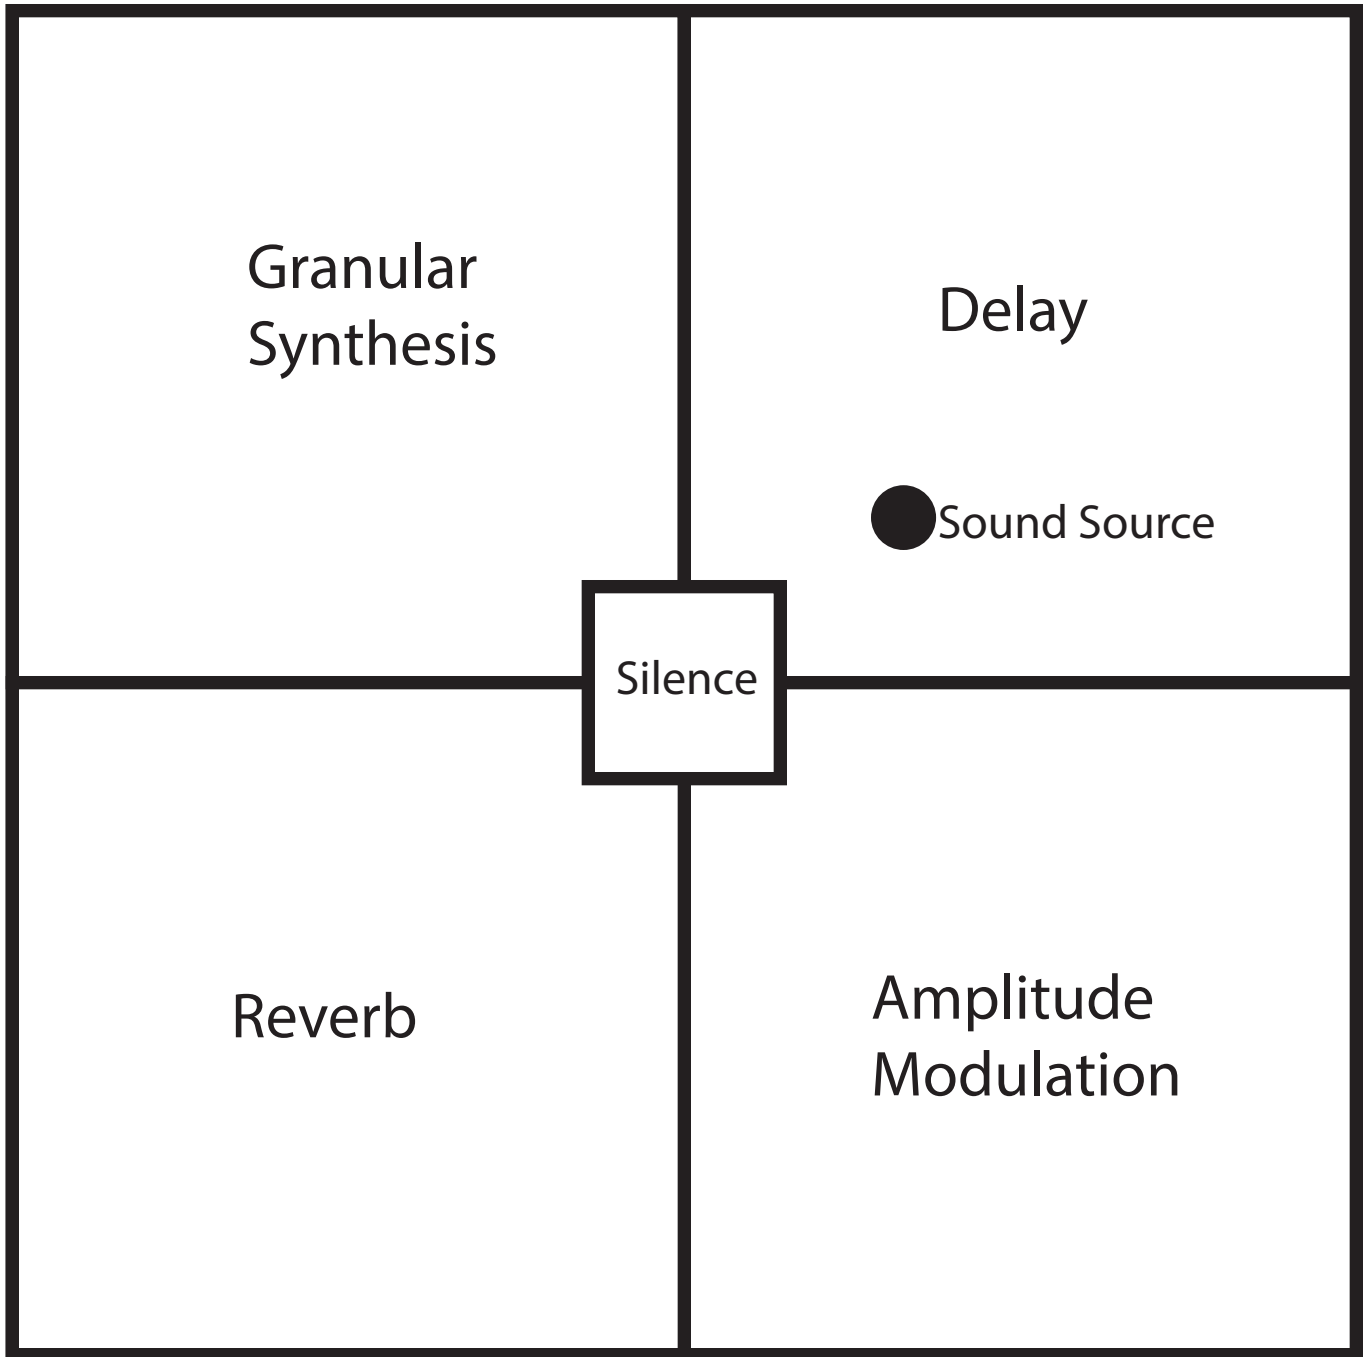 Granular
Synthesis
Delay
Sound Source
Silence
Reverb
Amplitude
Modulation